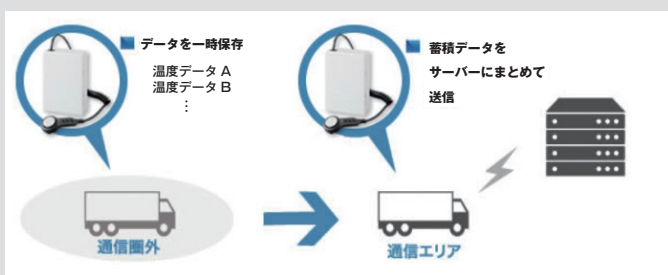 データを一時保存
温度データ A
温度データ B
⋮
蓄積データを
サーバーにまとめて
送信
通信圏外
通信エリア